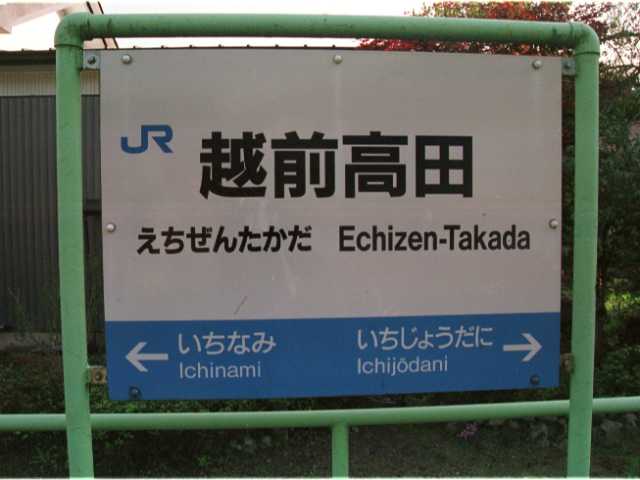 JR
越前高田
えちぜんたかだ Echizen-Takada
← いちなみ いちじょうだに →
Ichinami Ichijōdani